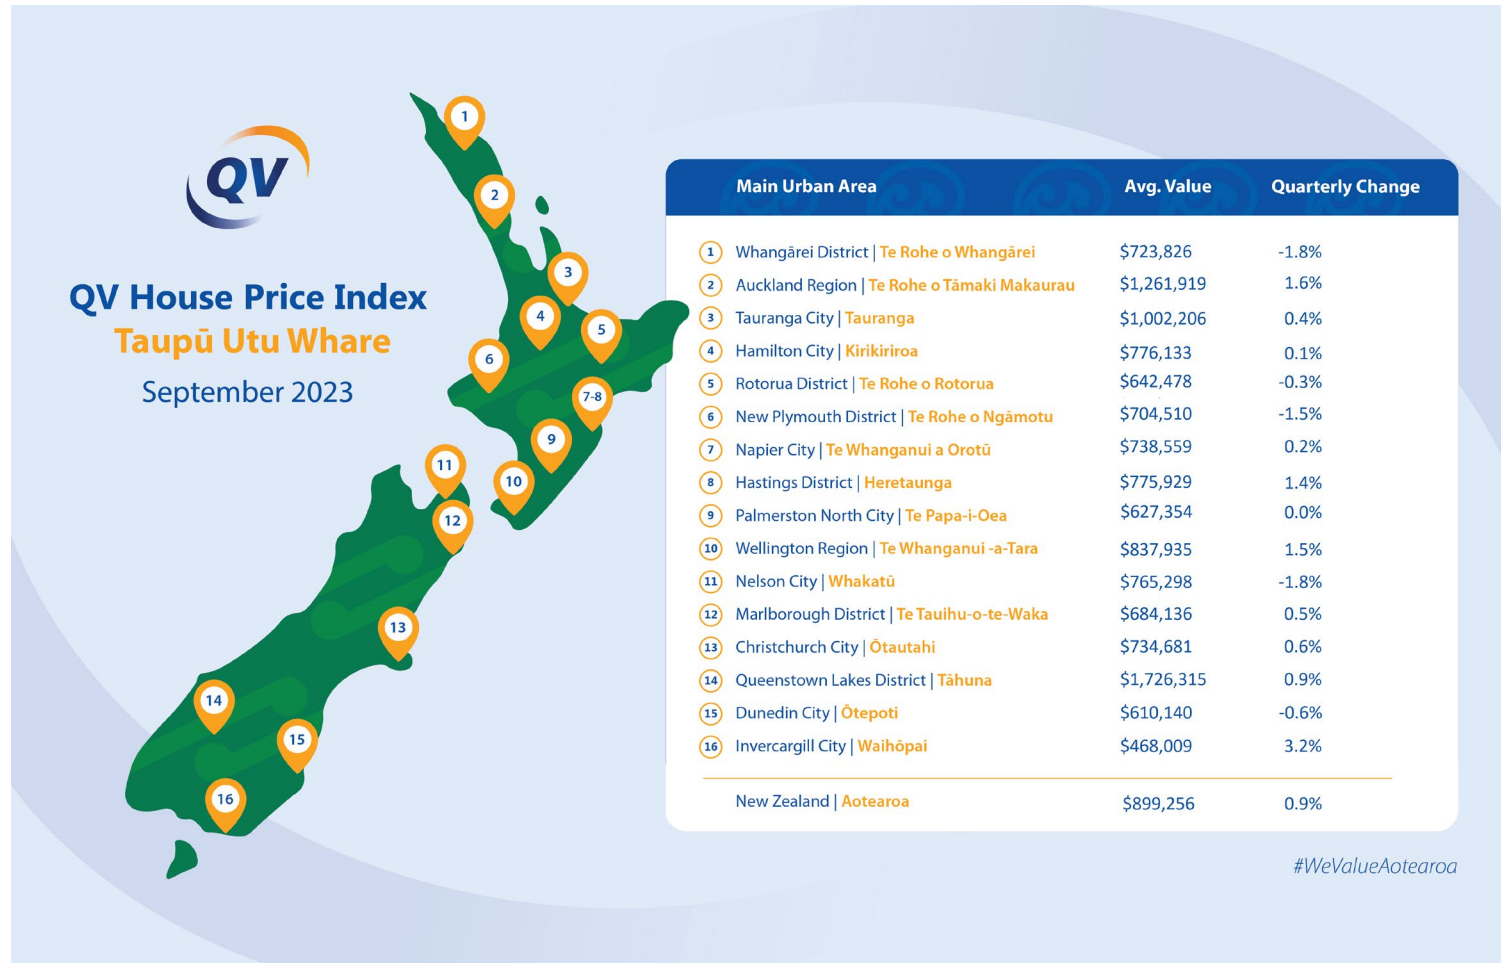 QV
QV House Price Index
Taupū Utu Whare
September 2023
1
2
3
4
5
6
7-8
9
10
11
12
13
14
15
16
Main Urban Area Avg. Value Quarterly Change
1 Whangārei District | Te Rohe o Whangārei $723,826 -1.8%
2 Auckland Region | Te Rohe o Tāmaki Makaurau $1,261,919 1.6%
3 Tauranga City | Tauranga $1,002,206 0.4%
4 Hamilton City | Kirikiriroa $776,133 0.1%
5 Rotorua District | Te Rohe o Rotorua $642,478 -0.3%
6 New Plymouth District | Te Rohe o Ngāmotu $704,510 -1.5%
7 Napier City | Te Whanganui a Orotū $738,559 0.2%
8 Hastings District | Heretaunga $775,929 1.4%
9 Palmerston North City | Te Papa-i-Oea $627,354 0.0%
10 Wellington Region | Te Whanganui -a-Tara $837,935 1.5%
11 Nelson City | Whakatū $765,298 -1.8%
12 Marlborough District | Te Tauihu-o-te-Waka $684,136 0.5%
13 Christchurch City | Ōtautahi $734,681 0.6%
14 Queenstown Lakes District | Tāhuna $1,726,315 0.9%
15 Dunedin City | Ōtepoti $610,140 -0.6%
16 Invercargill City | Waihōpai $468,009 3.2%
New Zealand | Aotearoa $899,256 0.9%
#WeValueAotearoa